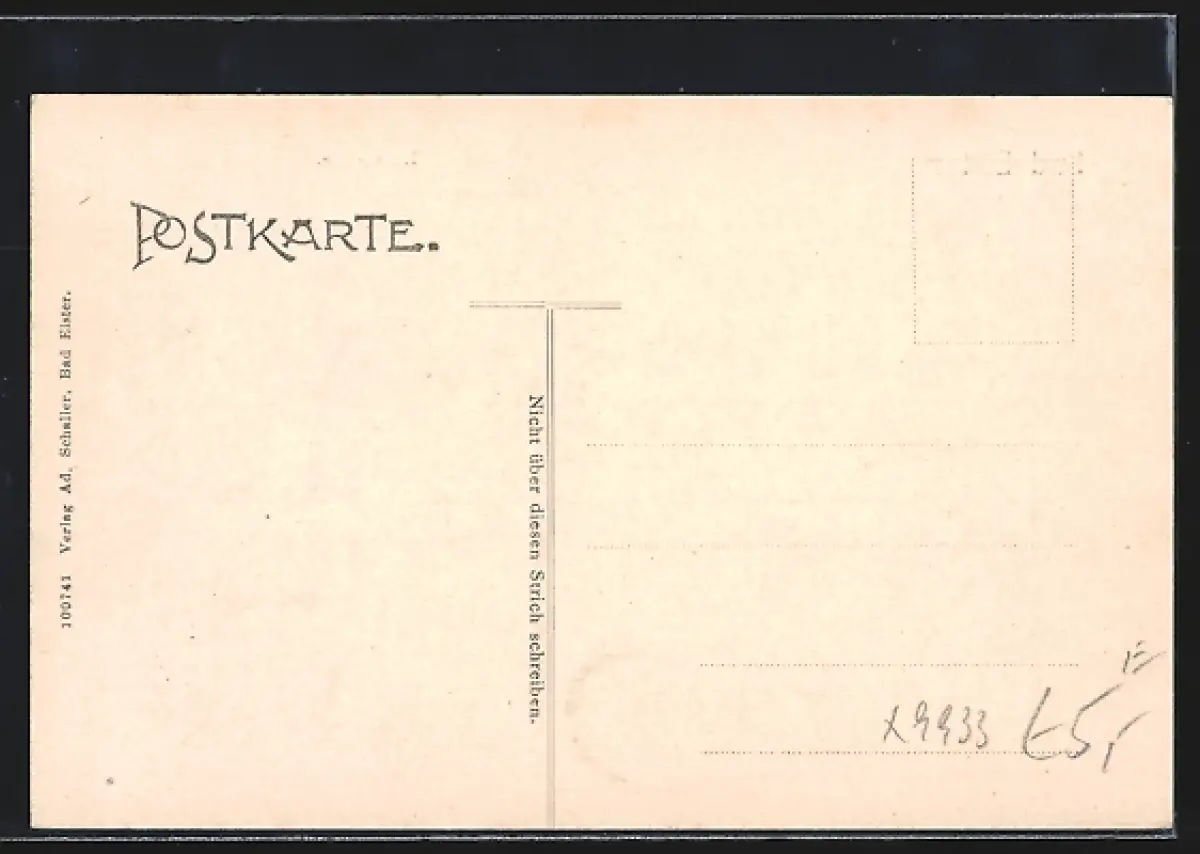 POSTKARTE.
100741 Verlag Ad. Schaller, Bad Elster.
Nicht über diesen Strich schreiben.
x9933